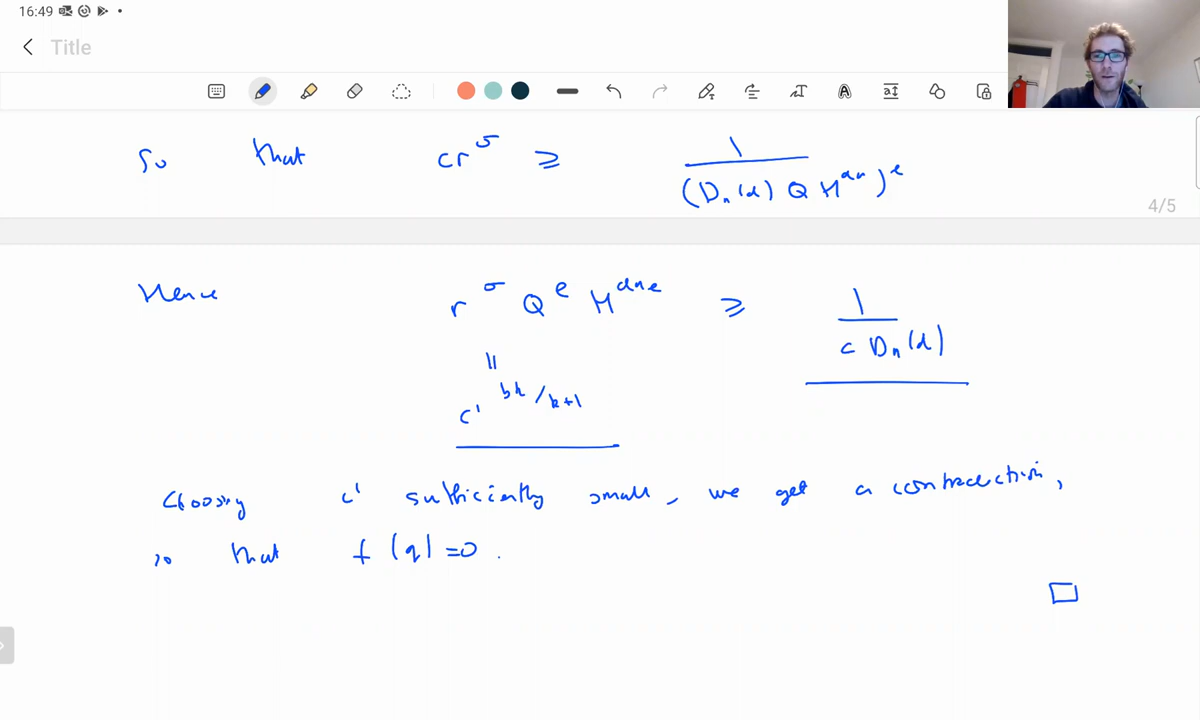 16:49
Title
So that cr^σ ⩾ 1 / (D_n(d) Q H^{dn})^e
4/5
Hence r^σ Q^e H^{dne} ⩾ 1 / (c D_n(d))
=
c'^{bk/k+1}
Choosing c' sufficiently small, we get a contradiction,
so that f(q) = 0.
□